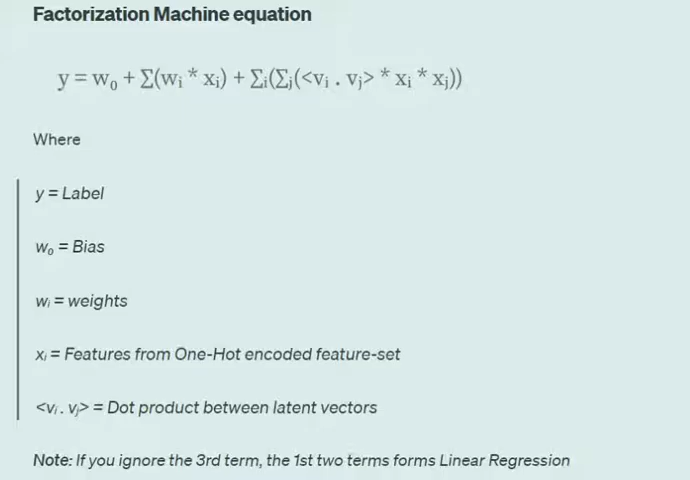 Factorization Machine equation
y = w₀ + Σ(wᵢ * xᵢ) + Σᵢ(Σⱼ(<vᵢ . vⱼ> * xᵢ * xⱼ))
Where
y = Label
w₀ = Bias
wᵢ = weights
xᵢ = Features from One-Hot encoded feature-set
<vᵢ . vⱼ> = Dot product between latent vectors
Note: If you ignore the 3rd term, the 1st two terms forms Linear Regression